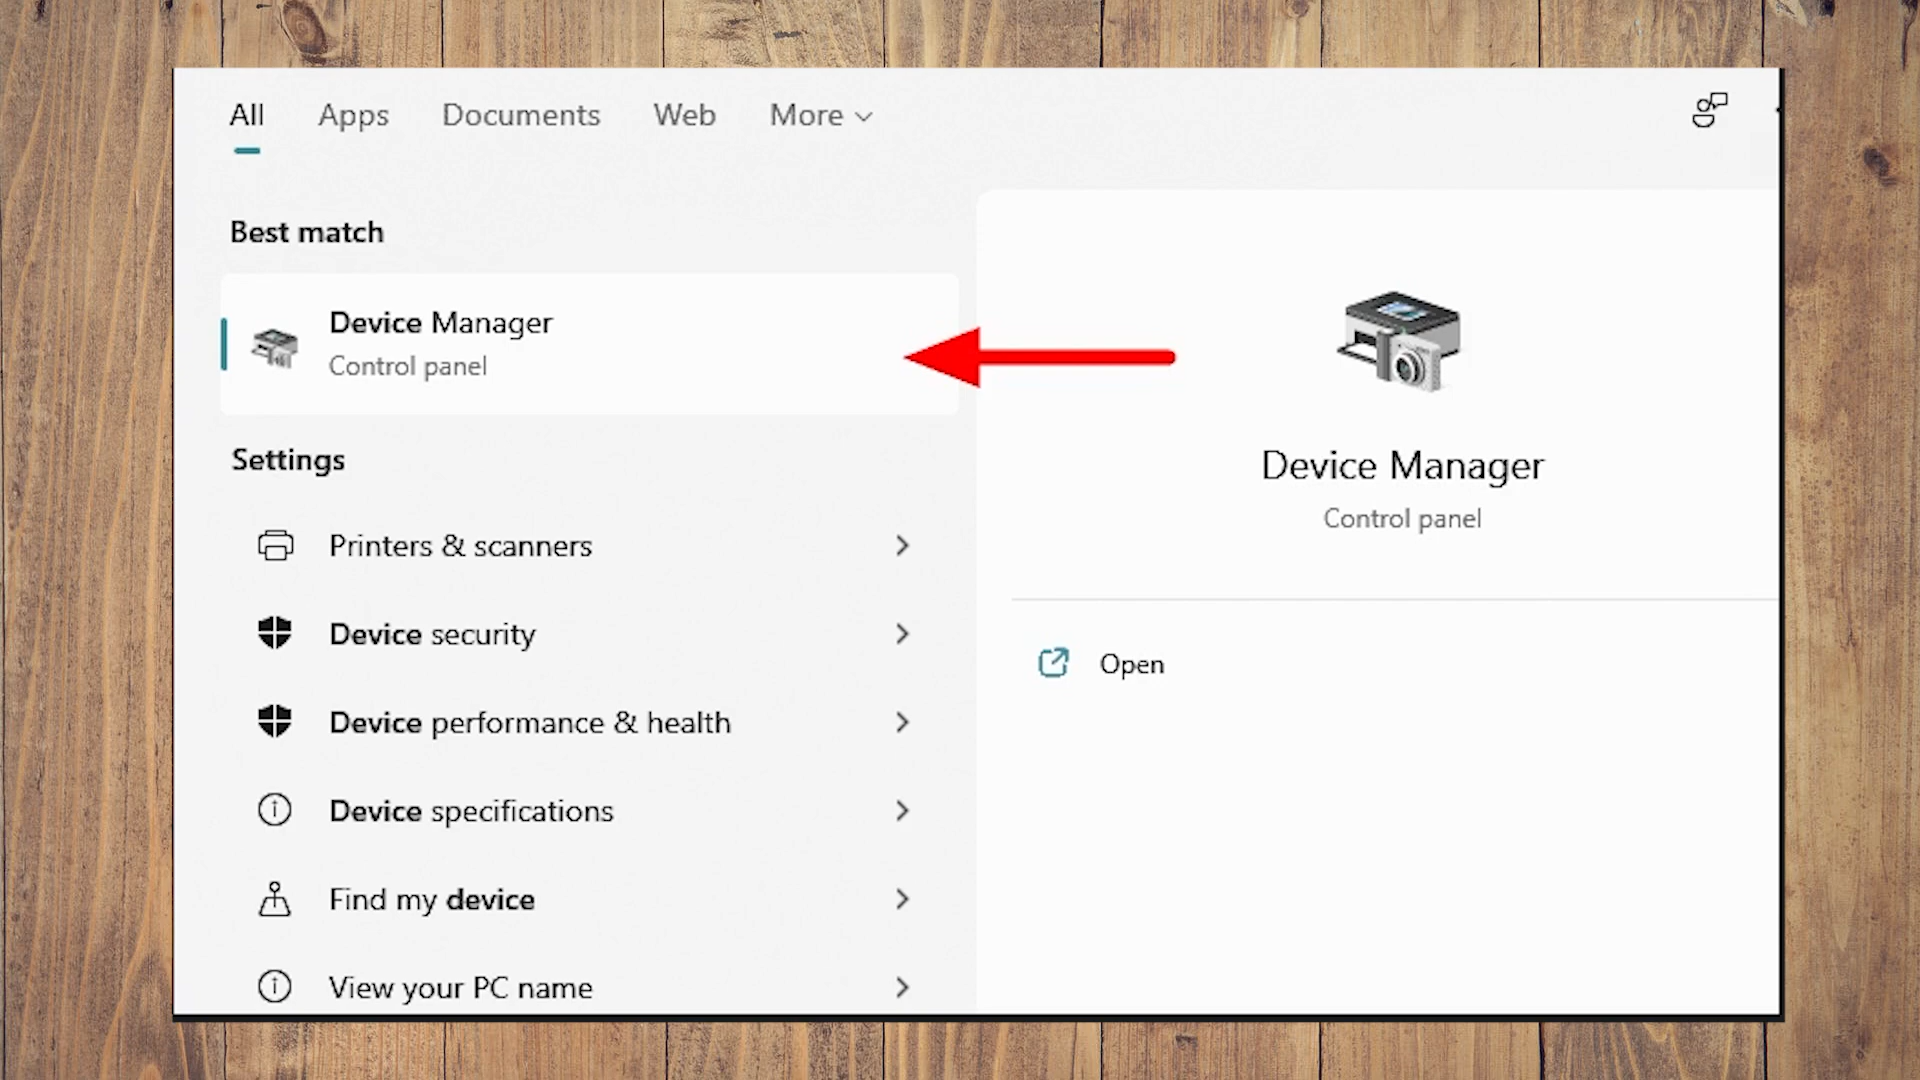 All Apps Documents Web More
Best match
Device Manager
Control panel
Settings
Printers & scanners
Device security
Device performance & health
Device specifications
Find my device
View your PC name
Device Manager
Control panel
Open